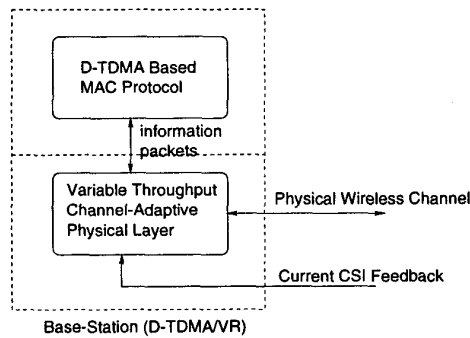 D-TDMA Based
MAC Protocol
information
packets
Variable Throughput
Channel-Adaptive
Physical Layer
Physical Wireless Channel
Current CSI Feedback
Base-Station (D-TDMA/VR)